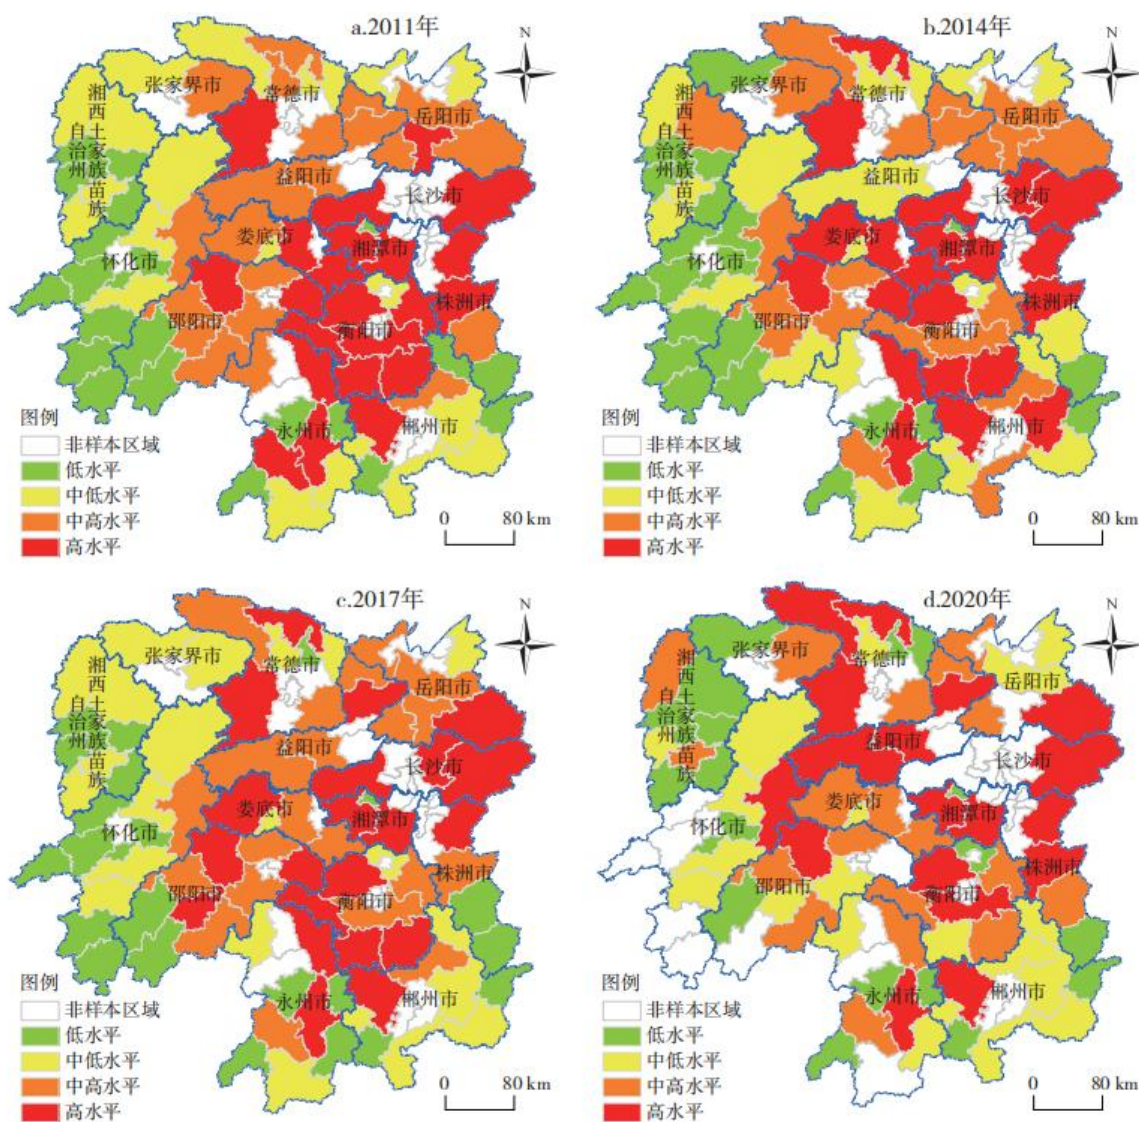 a.2011年
N
张家界市
常德市
岳阳市
湘西
土家族苗族
自治州
益阳市
长沙市
娄底市
湘潭市
怀化市
株洲市
邵阳市
衡阳市
永州市
郴州市
图例
非样本区域
低水平
中低水平
中高水平
高水平
0 80 km
b.2014年
N
张家界市
常德市
岳阳市
湘西
土家族苗族
自治州
益阳市
长沙市
娄底市
湘潭市
怀化市
株洲市
邵阳市
衡阳市
永州市
郴州市
图例
非样本区域
低水平
中低水平
中高水平
高水平
0 80 km
c.2017年
N
张家界市
常德市
岳阳市
湘西
土家族苗族
自治州
益阳市
长沙市
娄底市
湘潭市
怀化市
株洲市
邵阳市
衡阳市
永州市
郴州市
图例
非样本区域
低水平
中低水平
中高水平
高水平
0 80 km
d.2020年
N
张家界市
常德市
岳阳市
湘西
土家族苗族
自治州
益阳市
长沙市
娄底市
湘潭市
怀化市
株洲市
邵阳市
衡阳市
永州市
郴州市
图例
非样本区域
低水平
中低水平
中高水平
高水平
0 80 km